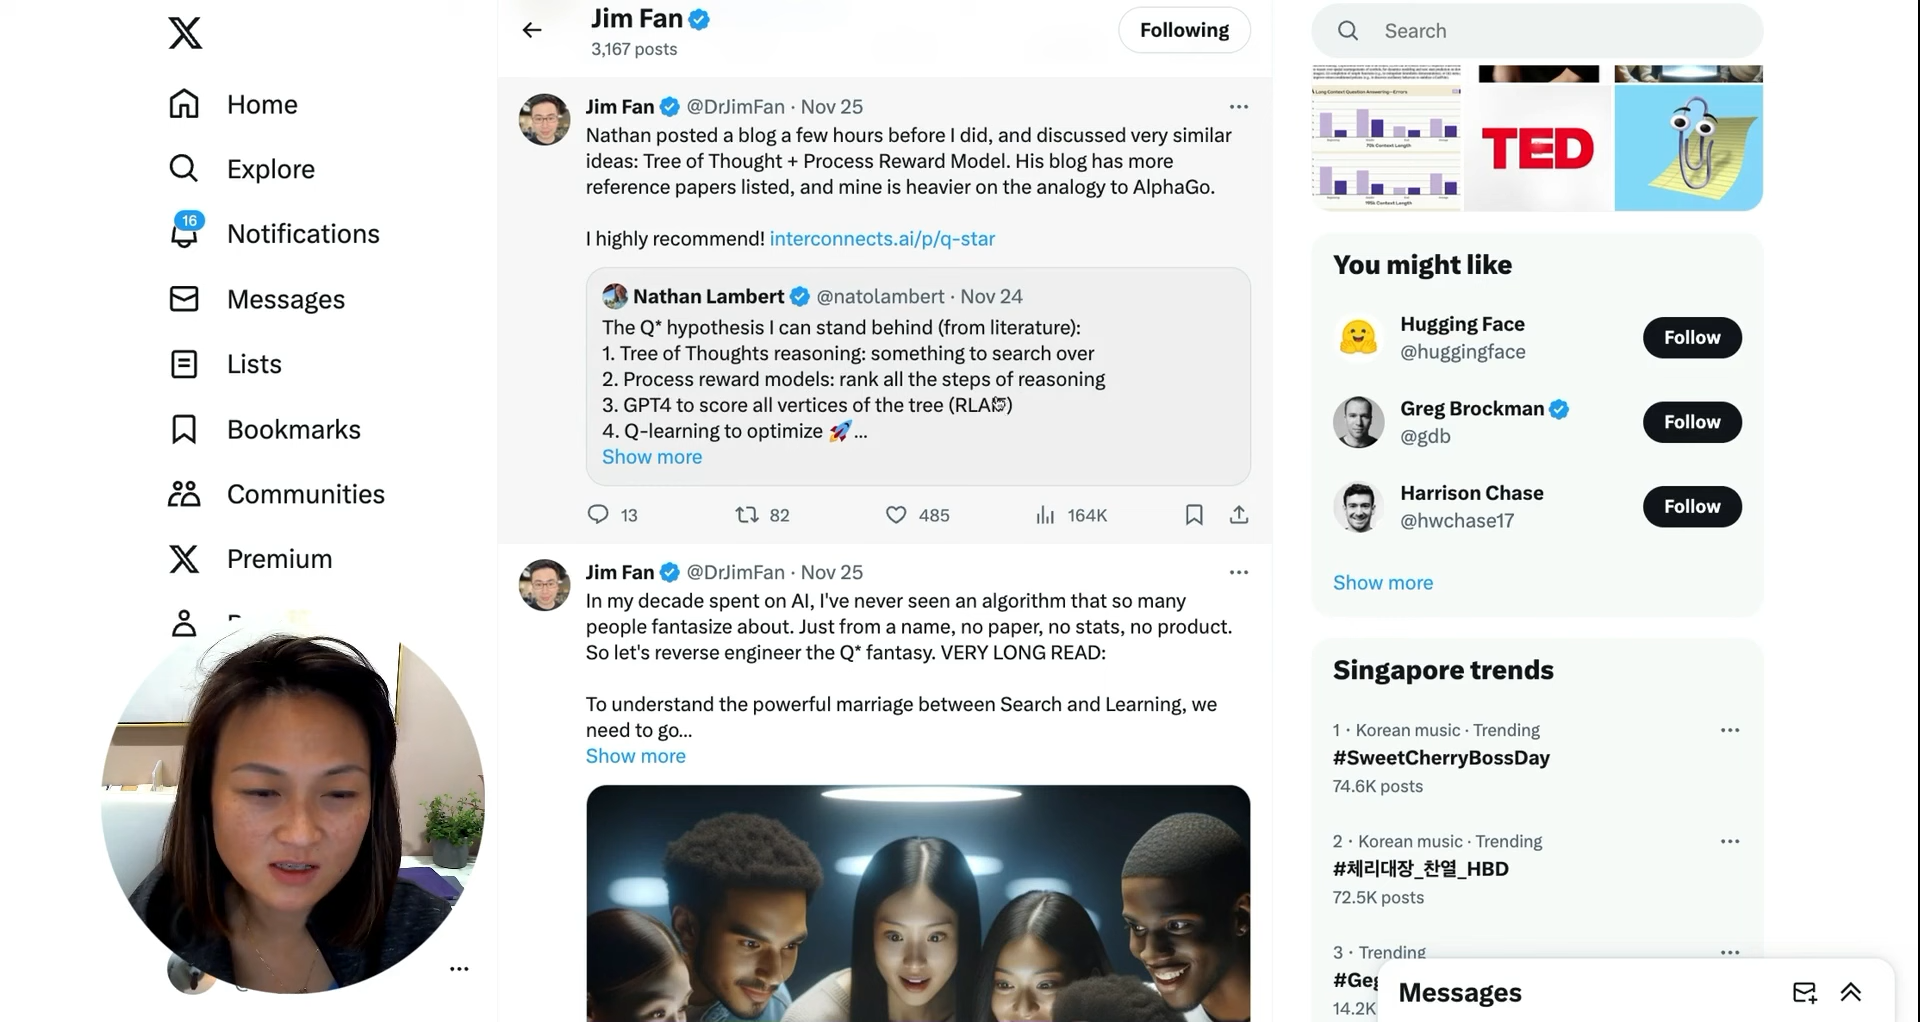 Home
Explore
16
Notifications
Messages
Lists
Bookmarks
Communities
Premium
Jim Fan
3,167 posts
Following
Jim Fan @DrJimFan · Nov 25
Nathan posted a blog a few hours before I did, and discussed very similar
ideas: Tree of Thought + Process Reward Model. His blog has more
reference papers listed, and mine is heavier on the analogy to AlphaGo.
I highly recommend! interconnects.ai/p/q-star
Nathan Lambert @natolambert · Nov 24
The Q* hypothesis I can stand behind (from literature):
1. Tree of Thoughts reasoning: something to search over
2. Process reward models: rank all the steps of reasoning
3. GPT4 to score all vertices of the tree
4. Q-learning to optimize 🚀...
Show more
13
82
485
164K
Jim Fan @DrJimFan · Nov 25
In my decade spent on AI, I've never seen an algorithm that so many
people fantasize about. Just from a name, no paper, no stats, no product.
So let's reverse engineer the Q* fantasy. VERY LONG READ:
To understand the powerful marriage between Search and Learning, we
need to go...
Show more
Search
Long Context Question Answering—Errors
TED
You might like
Hugging Face
@huggingface
Follow
Greg Brockman
@gdb
Follow
Harrison Chase
@hwchase17
Follow
Show more
Singapore trends
1 · Korean music · Trending
#SweetCherryBossDay
74.6K posts
2 · Korean music · Trending
#체리대장_찬열_HBD
72.5K posts
3 · Trending
Messages